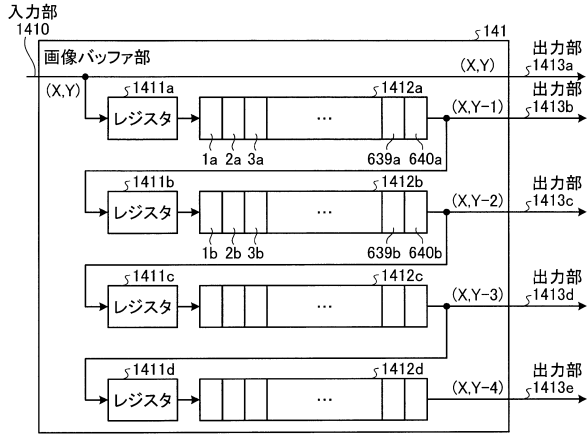 入力部
1410
141
画像バッファ部
(X,Y)
(X,Y)
出力部
1413a
1411a
レジスタ
1412a
…
1a 2a 3a 639a 640a
(X,Y-1)
出力部
1413b
1411b
レジスタ
1412b
…
1b 2b 3b 639b 640b
(X,Y-2)
出力部
1413c
1411c
レジスタ
1412c
…
(X,Y-3)
出力部
1413d
1411d
レジスタ
1412d
…
(X,Y-4)
出力部
1413e